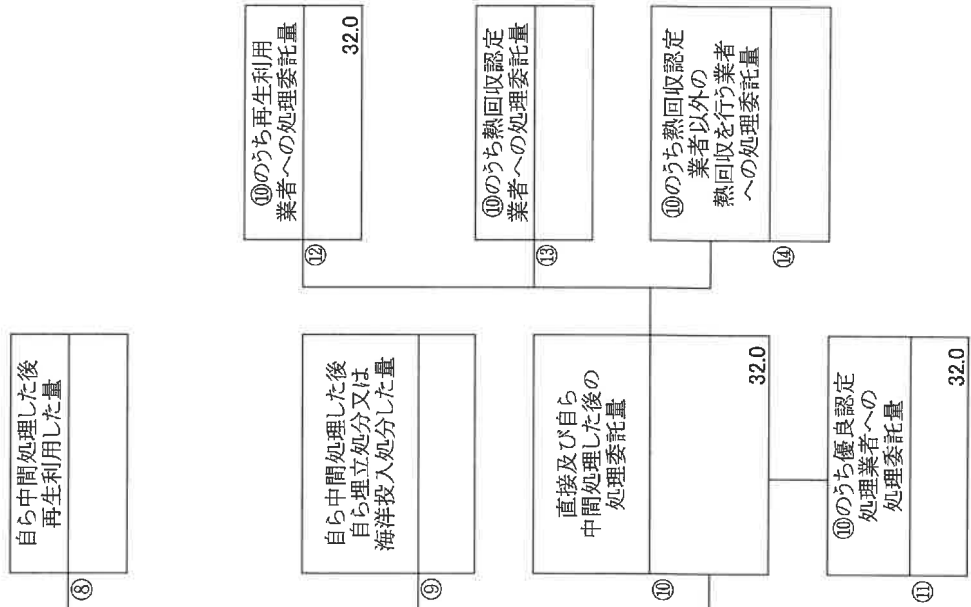 自ら中間処理した後
再生利用した量
⑧
自ら中間処理した後
自ら埋立処分又は
海洋投入処分した量
⑨
直接及び自ら
中間処理した後の
処理委託量
32.0
⑩
⑩のうち優良認定
処理業者への
処理委託量
32.0
⑪
⑩のうち再生利用
業者への処理委託量
32.0
⑫
⑩のうち熱回収認定
業者への処理委託量
⑬
⑩のうち熱回収認定
業者以外の
熱回収を行う業者
への処理委託量
⑭